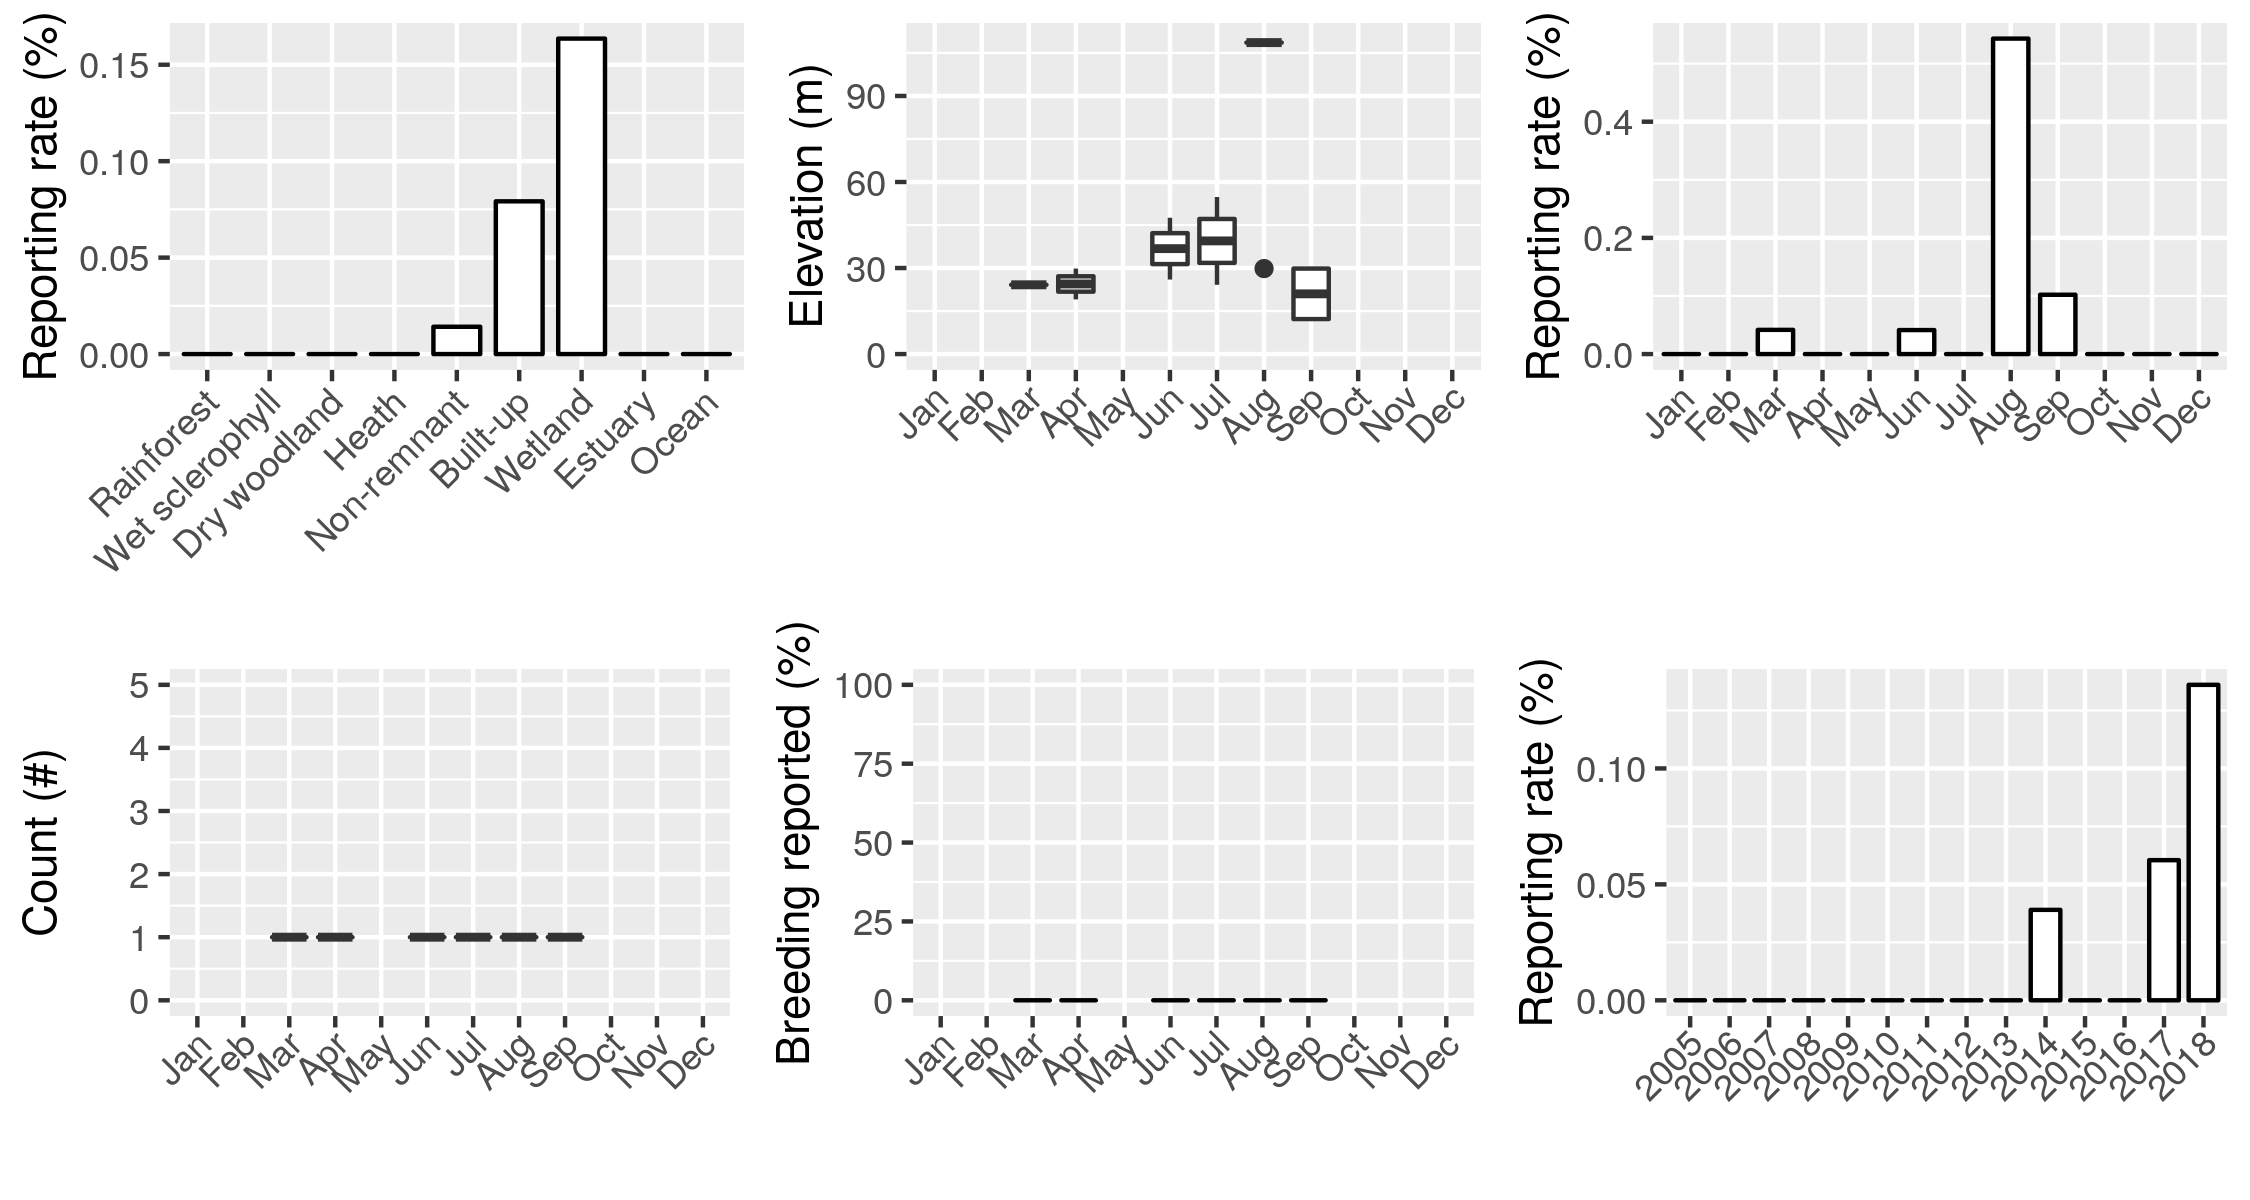 Reporting rate (%)
0.15
0.10
0.05
0.00
Rainforest
Wet sclerophyll
Dry woodland
Heath
Non-remnant
Built-up
Wetland
Estuary
Ocean
Elevation (m)
90
60
30
0
Jan
Feb
Mar
Apr
May
Jun
Jul
Aug
Sep
Oct
Nov
Dec
Reporting rate (%)
0.4
0.2
0.0
Jan
Feb
Mar
Apr
May
Jun
Jul
Aug
Sep
Oct
Nov
Dec
Count (#)
5
4
3
2
1
0
Jan
Feb
Mar
Apr
May
Jun
Jul
Aug
Sep
Oct
Nov
Dec
Breeding reported (%)
100
75
50
25
0
Jan
Feb
Mar
Apr
May
Jun
Jul
Aug
Sep
Oct
Nov
Dec
Reporting rate (%)
0.10
0.05
0.00
2005
2006
2007
2008
2009
2010
2011
2012
2013
2014
2015
2016
2017
2018